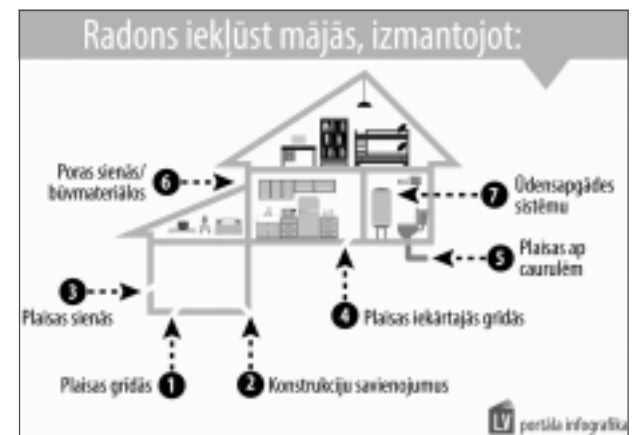 Radons iekļūst mājās, izmantojot:
Poras sienās/
būvmateriālos
6
7
Ūdensapgādes
sistēmu
5
Plaisas ap
caurulēm
3
Plaisas sienās
4
Plaisas iekārtajās grīdās
Plaisas grīdās
1
2
Konstrukciju savienojumus
LV portāla infografika